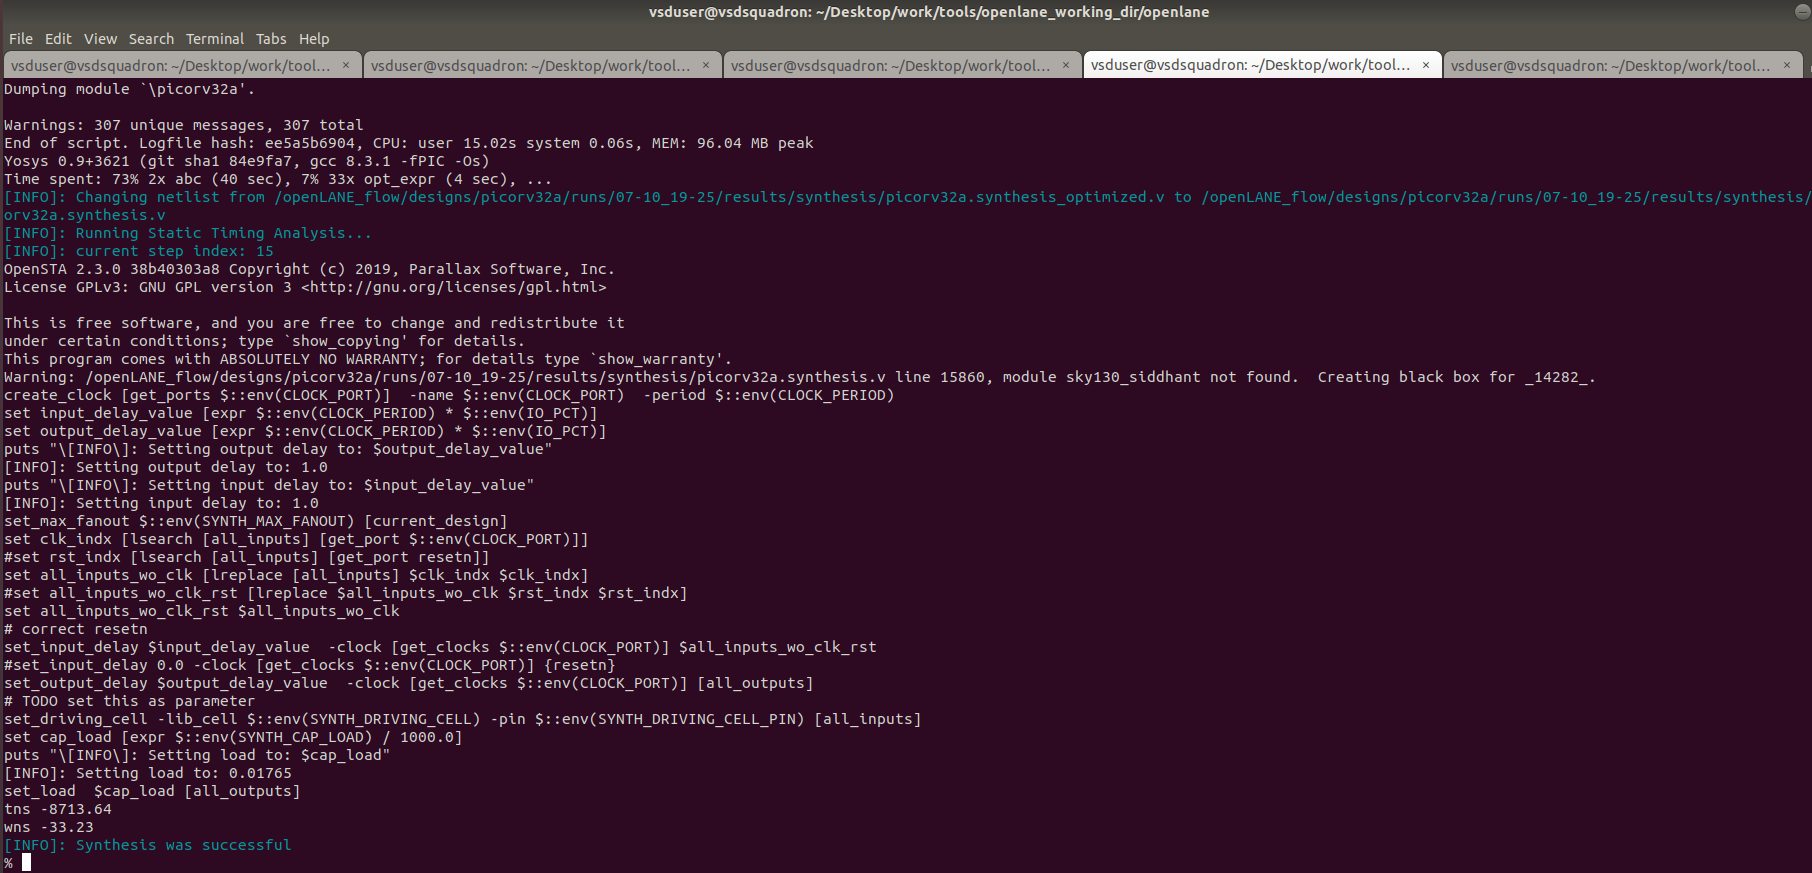 vsduser@vsdsquadron: ~/Desktop/work/tools/openlane_working_dir/openlane
File Edit View Search Terminal Tabs Help
vsduser@vsdsquadron: ~/Desktop/work/tool... × vsduser@vsdsquadron: ~/Desktop/work/tool... × vsduser@vsdsquadron: ~/Desktop/work/tool... × vsduser@vsdsquadron: ~/Desktop/work/tool... × vsduser@vsdsquadron: ~/Desktop/work/tool... ×
Dumping module `\picorv32a'.
Warnings: 307 unique messages, 307 total
End of script. Logfile hash: ee5a5b6904, CPU: user 15.02s system 0.06s, MEM: 96.04 MB peak
Yosys 0.9+3621 (git sha1 84e9fa7, gcc 8.3.1 -fPIC -Os)
Time spent: 73% 2x abc (40 sec), 7% 33x opt_expr (4 sec), ...
[INFO]: Changing netlist from /openLANE_flow/designs/picorv32a/runs/07-10_19-25/results/synthesis/picorv32a.synthesis_optimized.v to /openLANE_flow/designs/picorv32a/runs/07-10_19-25/results/synthesis/
orv32a.synthesis.v
[INFO]: Running Static Timing Analysis...
[INFO]: current step index: 15
OpenSTA 2.3.0 38b40303a8 Copyright (c) 2019, Parallax Software, Inc.
License GPLv3: GNU GPL version 3 <http://gnu.org/licenses/gpl.html>
This is free software, and you are free to change and redistribute it
under certain conditions; type `show_copying' for details.
This program comes with ABSOLUTELY NO WARRANTY; for details type `show_warranty'.
Warning: /openLANE_flow/designs/picorv32a/runs/07-10_19-25/results/synthesis/picorv32a.synthesis.v line 15860, module sky130_siddhant not found.  Creating black box for _14282_.
create_clock [get_ports $::env(CLOCK_PORT)]  -name $::env(CLOCK_PORT)  -period $::env(CLOCK_PERIOD)
set input_delay_value [expr $::env(CLOCK_PERIOD) * $::env(IO_PCT)]
set output_delay_value [expr $::env(CLOCK_PERIOD) * $::env(IO_PCT)]
puts "\[INFO\]: Setting output delay to: $output_delay_value"
[INFO]: Setting output delay to: 1.0
puts "\[INFO\]: Setting input delay to: $input_delay_value"
[INFO]: Setting input delay to: 1.0
set_max_fanout $::env(SYNTH_MAX_FANOUT) [current_design]
set clk_indx [lsearch [all_inputs] [get_port $::env(CLOCK_PORT)]]
#set rst_indx [lsearch [all_inputs] [get_port resetn]]
set all_inputs_wo_clk [lreplace [all_inputs] $clk_indx $clk_indx]
#set all_inputs_wo_clk_rst [lreplace $all_inputs_wo_clk $rst_indx $rst_indx]
set all_inputs_wo_clk_rst $all_inputs_wo_clk
# correct resetn
set_input_delay $input_delay_value  -clock [get_clocks $::env(CLOCK_PORT)] $all_inputs_wo_clk_rst
#set_input_delay 0.0 -clock [get_clocks $::env(CLOCK_PORT)] {resetn}
set_output_delay $output_delay_value  -clock [get_clocks $::env(CLOCK_PORT)] [all_outputs]
# TODO set this as parameter
set_driving_cell -lib_cell $::env(SYNTH_DRIVING_CELL) -pin $::env(SYNTH_DRIVING_CELL_PIN) [all_inputs]
set cap_load [expr $::env(SYNTH_CAP_LOAD) / 1000.0]
puts "\[INFO\]: Setting load to: $cap_load"
[INFO]: Setting load to: 0.01765
set_load  $cap_load [all_outputs]
tns -8713.64
wns -33.23
[INFO]: Synthesis was successful
%